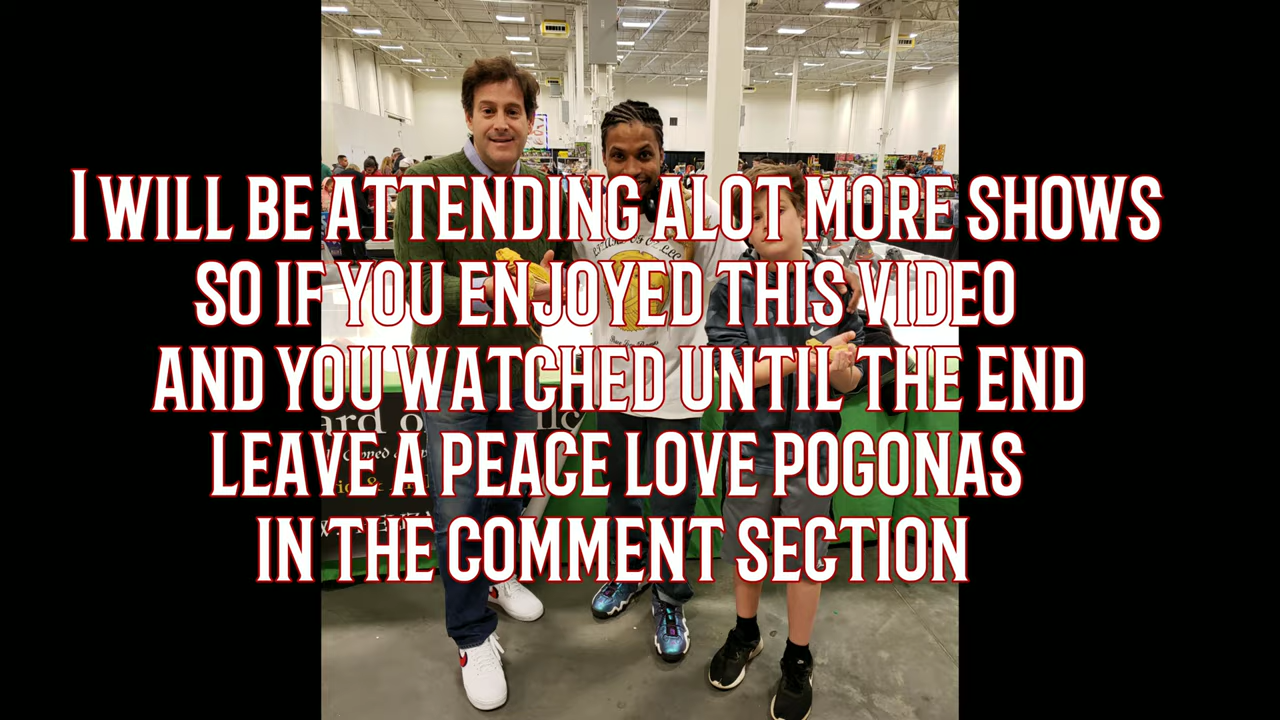 I WILL BE ATTENDING ALOT MORE SHOWS
SO IF YOU ENJOYED THIS VIDEO
AND YOU WATCHED UNTIL THE END
LEAVE A PEACE LOVE POGONAS
IN THE COMMENT SECTION